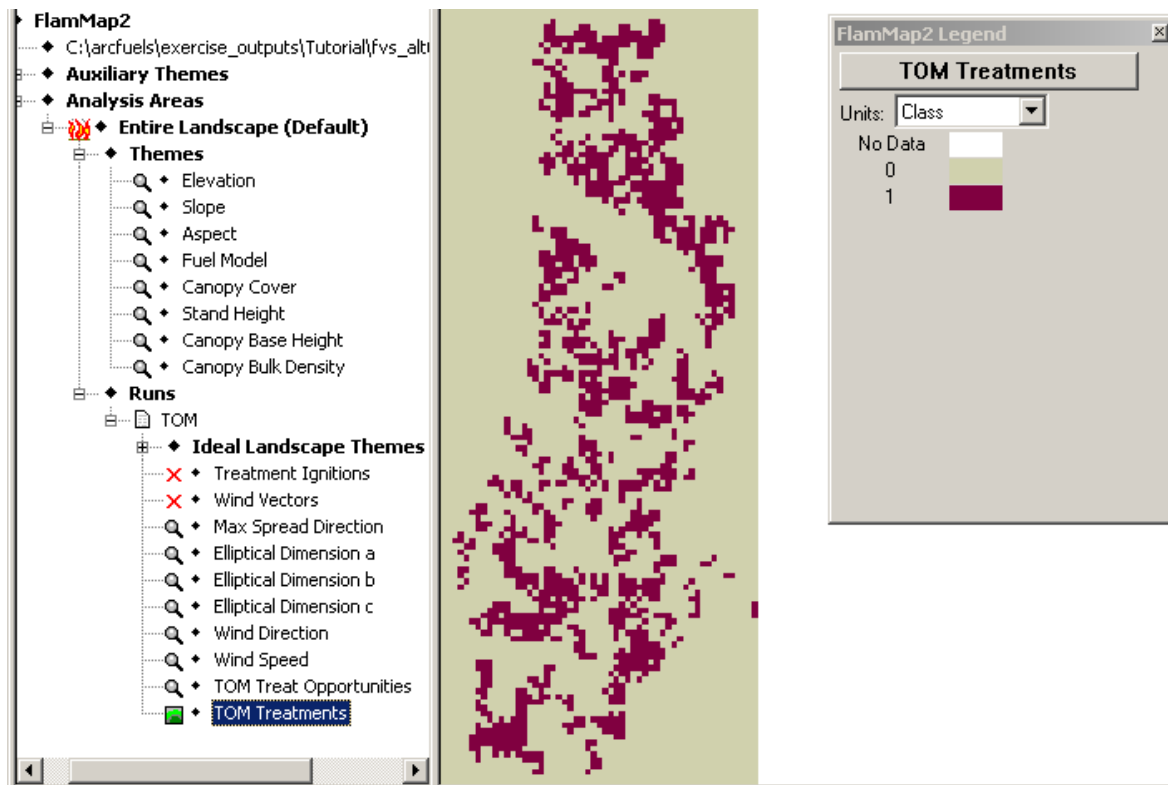 FlamMap2
C:\arcfuels\exercise_outputs\Tutorial\fvs_alt
Auxiliary Themes
Analysis Areas
Entire Landscape (Default)
Themes
Elevation
Slope
Aspect
Fuel Model
Canopy Cover
Stand Height
Canopy Base Height
Canopy Bulk Density
Runs
TOM
Ideal Landscape Themes
Treatment Ignitions
Wind Vectors
Max Spread Direction
Elliptical Dimension a
Elliptical Dimension b
Elliptical Dimension c
Wind Direction
Wind Speed
TOM Treat Opportunities
TOM Treatments
FlamMap2 Legend
TOM Treatments
Units: Class
No Data
0
1